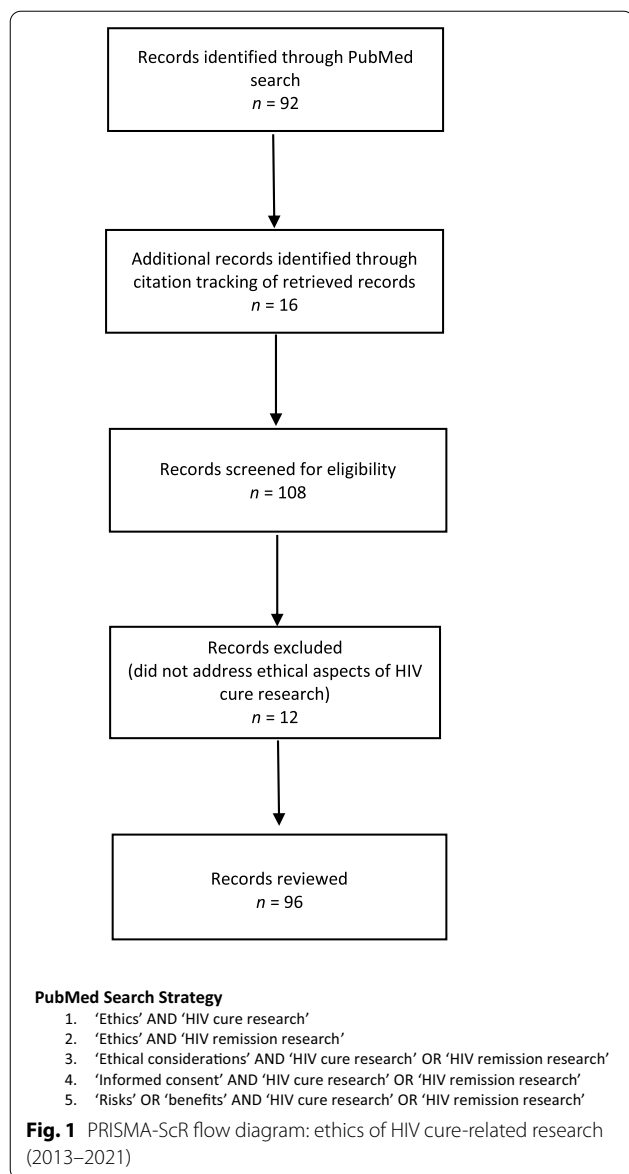 Records identified through PubMed
search
n = 92
Additional records identified through
citation tracking of retrieved records
n = 16
Records screened for eligibility
n = 108
Records excluded
(did not address ethical aspects of HIV
cure research)
n = 12
Records reviewed
n = 96
PubMed Search Strategy
1. ‘Ethics’ AND ‘HIV cure research’
2. ‘Ethics’ AND ‘HIV remission research’
3. ‘Ethical considerations’ AND ‘HIV cure research’ OR ‘HIV remission research’
4. ‘Informed consent’ AND ‘HIV cure research’ OR ‘HIV remission research’
5. ‘Risks’ OR ‘benefits’ AND ‘HIV cure research’ OR ‘HIV remission research’
Fig. 1 PRISMA-ScR flow diagram: ethics of HIV cure-related research
(2013–2021)